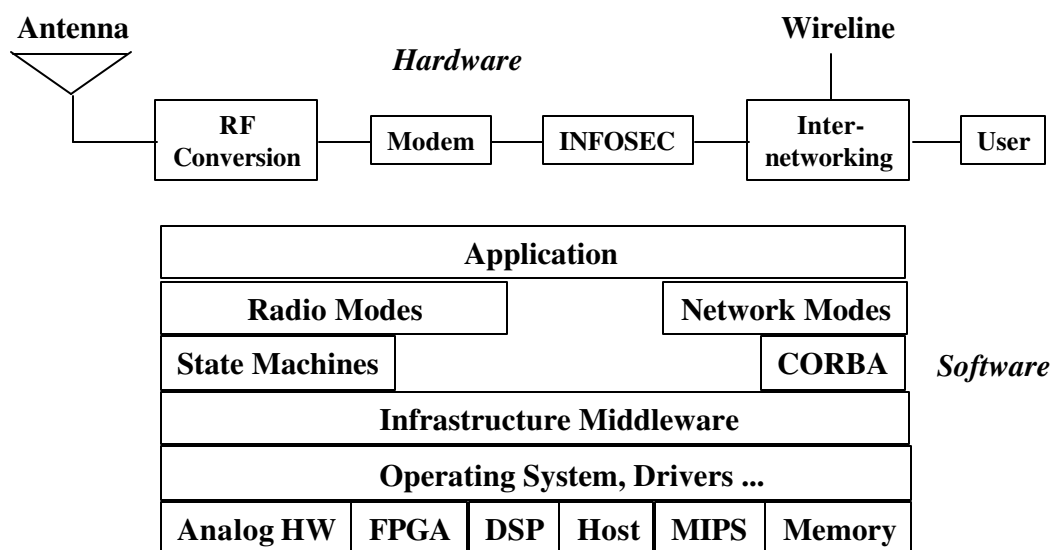 Antenna
Wireline
Hardware
RF
Conversion
Modem
INFOSEC
Inter-
networking
User
Application
Radio Modes
Network Modes
State Machines
CORBA
Software
Infrastructure Middleware
Operating System, Drivers ...
Analog HW FPGA DSP Host MIPS Memory